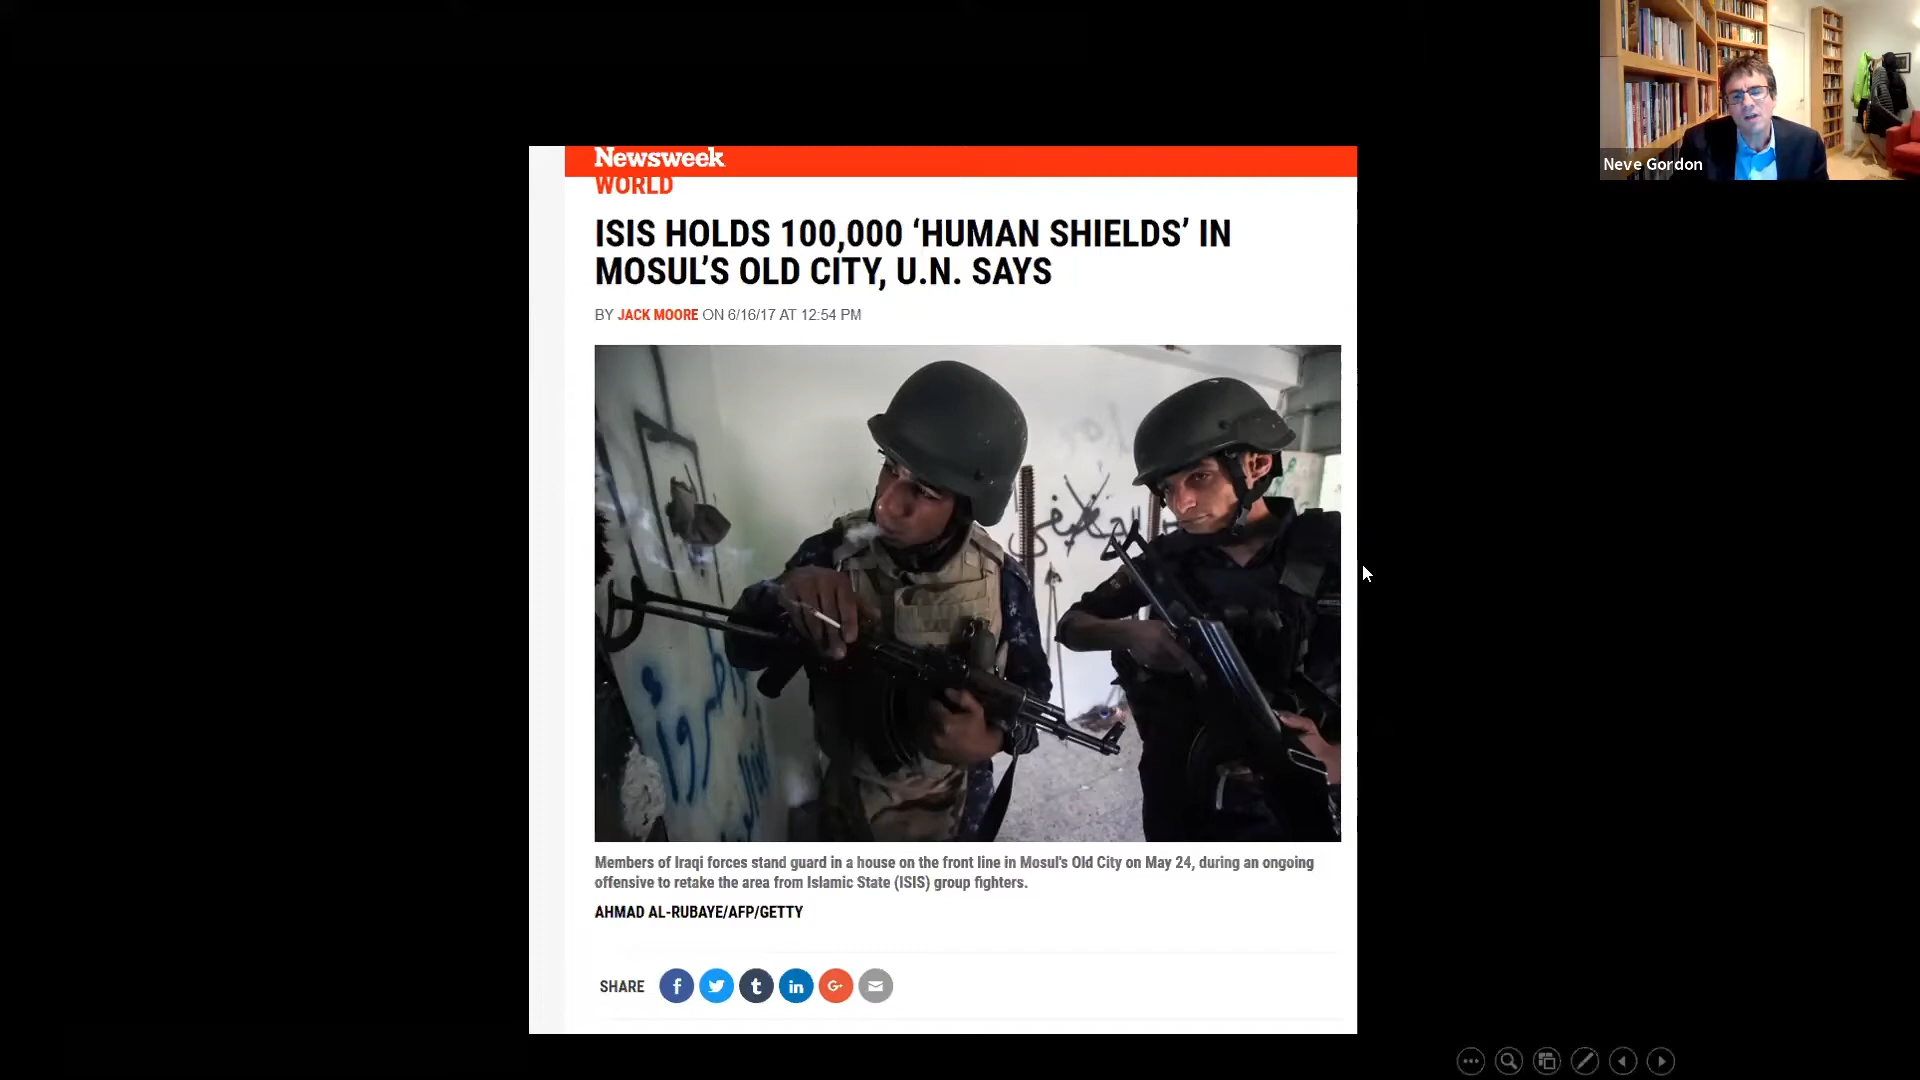 Newsweek
WORLD
ISIS HOLDS 100,000 ‘HUMAN SHIELDS’ IN
MOSUL’S OLD CITY, U.N. SAYS
BY JACK MOORE ON 6/16/17 AT 12:54 PM
Members of Iraqi forces stand guard in a house on the front line in Mosul's Old City on May 24, during an ongoing
offensive to retake the area from Islamic State (ISIS) group fighters.
AHMAD AL-RUBAYE/AFP/GETTY
SHARE
Neve Gordon